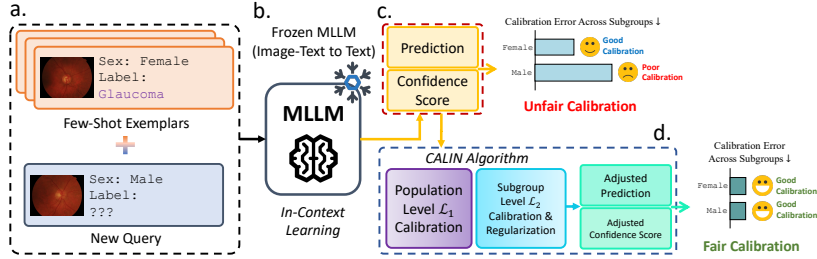 a.
Sex: Female
Label:
Glaucoma
Few-Shot Exemplars
Sex: Male
Label:
???
New Query
b.
Frozen MLLM
(Image-Text to Text)
MLLM
In-Context
Learning
c.
Prediction
Confidence
Score
Calibration Error Across Subgroups ↓
Female
Good
Calibration
Male
Poor
Calibration
Unfair Calibration
CALIN Algorithm
Population
Level ℒ₁
Calibration
Subgroup
Level ℒ₂
Calibration &
Regularization
Adjusted
Prediction
Adjusted
Confidence Score
d.
Calibration Error
Across Subgroups ↓
Female
Good
Calibration
Male
Good
Calibration
Fair Calibration